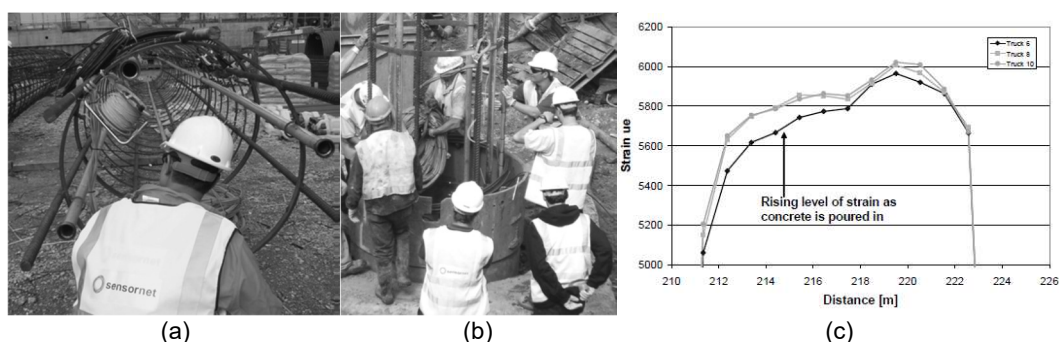 sensornet
sensornet
6200
6000
5800
5600
5400
5200
5000
Strain ue
Truck 6
Truck 8
Truck 10
Rising level of strain as
concrete is poured in
210 212 214 216 218 220 222 224 226
Distance [m]
(a) (b) (c)